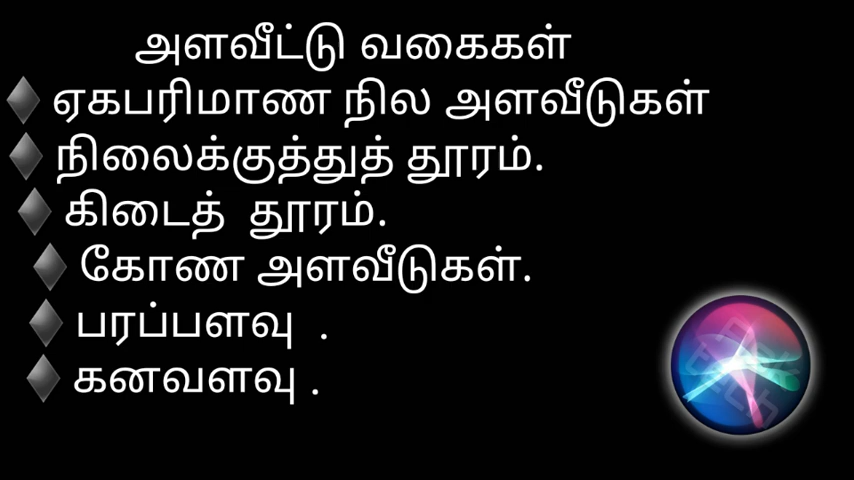 அளவீட்டு வகைகள்
ஏகபரிமாண நில அளவீடுகள்
நிலைக்குத்துத் தூரம்.
கிடைத் தூரம்.
கோண அளவீடுகள்.
பரப்பளவு .
கனவளவு .